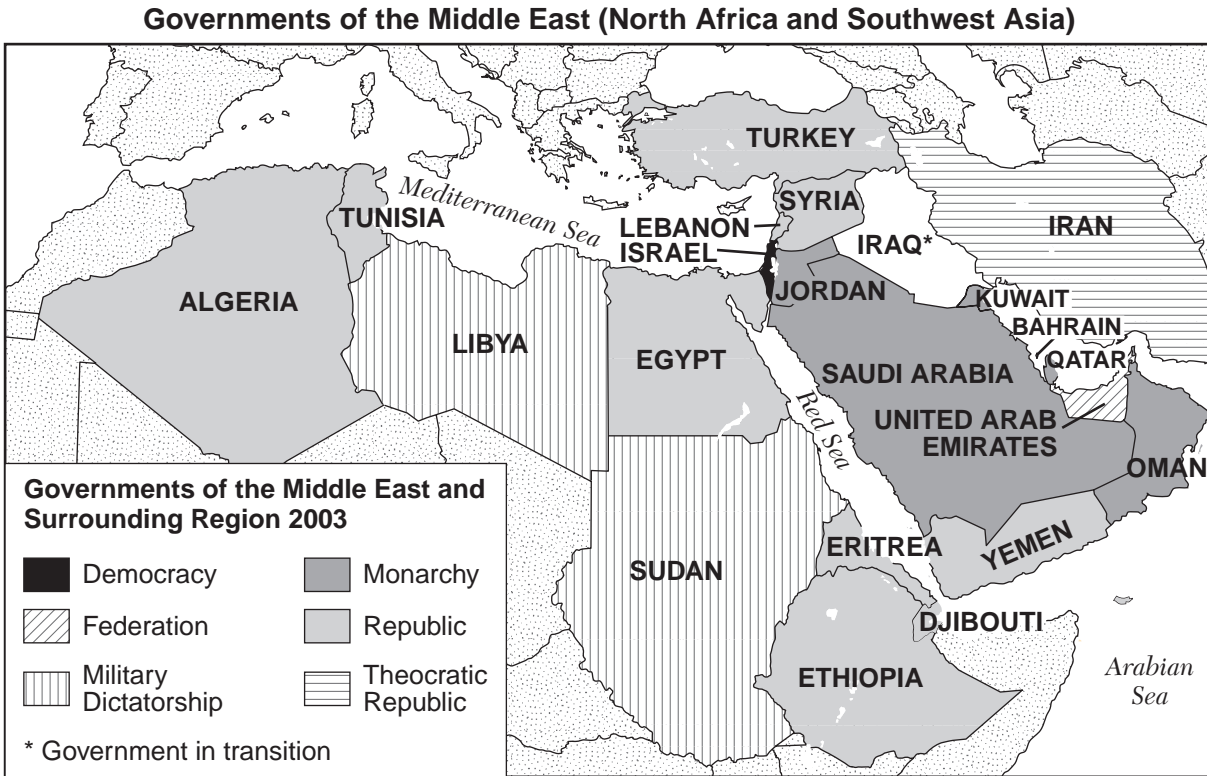 Governments of the Middle East (North Africa and Southwest Asia)
TURKEY
Mediterranean Sea
TUNISIA
SYRIA
LEBANON
ISRAEL
IRAQ*
IRAN
ALGERIA
JORDAN
KUWAIT
BAHRAIN
LIBYA
EGYPT
QATAR
SAUDI ARABIA
Red Sea
UNITED ARAB
EMIRATES
OMAN
YEMEN
ERITREA
SUDAN
DJIBOUTI
ETHIOPIA
Arabian
Sea
Governments of the Middle East and
Surrounding Region 2003
Democracy
Monarchy
Federation
Republic
Military
Dictatorship
Theocratic
Republic
* Government in transition